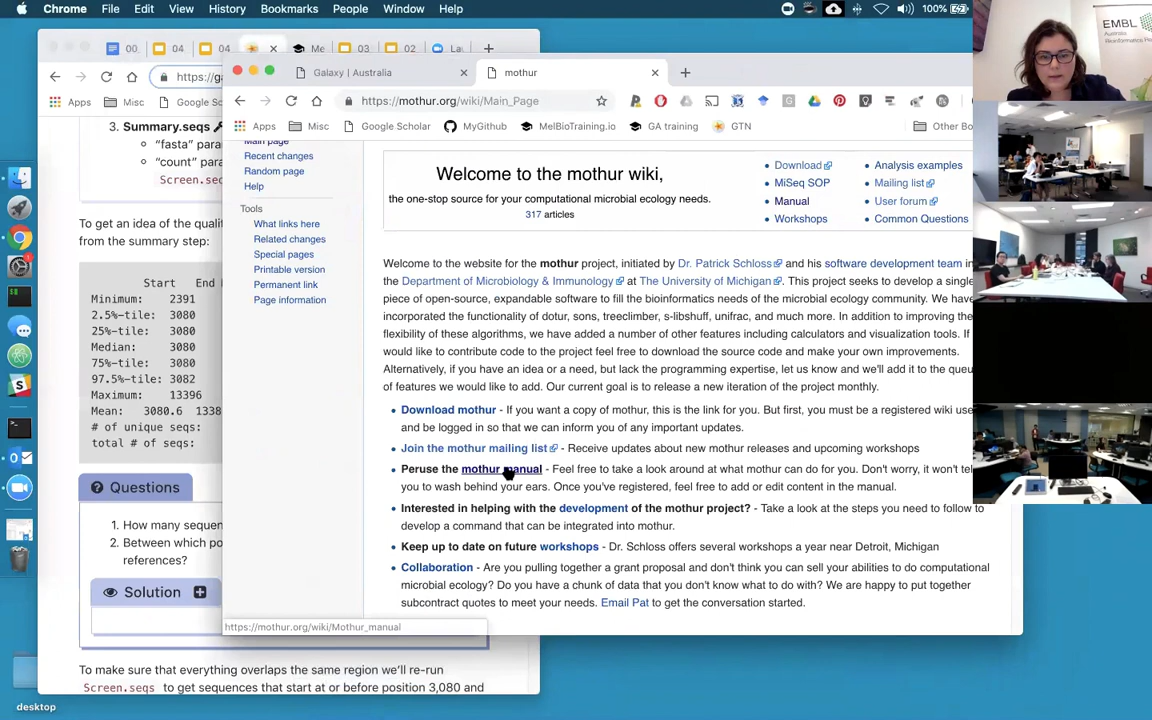 Chrome File Edit View History Bookmarks People Window Help
100%
00 04 04 Me 03 02 La
https://g
Apps Misc Google Sc
3. Summary.seqs
"fasta" para
"count" para
Screen.sec
To get an idea of the qualit
from the summary step:
Start End
Minimum: 2391
2.5%-tile: 3080
25%-tile: 3080
Median: 3080
75%-tile: 3080
97.5%-tile: 3082
Maximum: 13396
Mean: 3080.6 1338
# of unique seqs:
total # of seqs:
Questions
1. How many sequen
2. Between which po
references?
Solution
To make sure that everything overlaps the same region we'll re-run
Screen.seqs to get sequences that start at or before position 3,080 and
Galaxy | Australia
mothur
https://mothur.org/wiki/Main_Page
Apps Misc Google Scholar MyGithub MelBioTraining.io GA training GTN Other Bo
Main page
Recent changes
Random page
Help
Tools
What links here
Related changes
Special pages
Printable version
Permanent link
Page information
Welcome to the mothur wiki,
the one-stop source for your computational microbial ecology needs.
317 articles
Download
MiSeq SOP
Manual
Workshops
Analysis examples
Mailing list
User forum
Common Questions
Welcome to the website for the mothur project, initiated by Dr. Patrick Schloss and his software development team in
the Department of Microbiology & Immunology at The University of Michigan. This project seeks to develop a single
piece of open-source, expandable software to fill the bioinformatics needs of the microbial ecology community. We have
incorporated the functionality of dotur, sons, treeclimber, s-libshuff, unifrac, and much more. In addition to improving the
flexibility of these algorithms, we have added a number of other features including calculators and visualization tools. If
would like to contribute code to the project feel free to download the source code and make your own improvements.
Alternatively, if you have an idea or a need, but lack the programming expertise, let us know and we'll add it to the queu
of features we would like to add. Our current goal is to release a new iteration of the project monthly.
Download mothur - If you want a copy of mothur, this is the link for you. But first, you must be a registered wiki use
and be logged in so that we can inform you of any important updates.
Join the mothur mailing list - Receive updates about new mothur releases and upcoming workshops
Peruse the mothur manual - Feel free to take a look around at what mothur can do for you. Don't worry, it won't tel
you to wash behind your ears. Once you've registered, feel free to add or edit content in the manual.
Interested in helping with the development of the mothur project? - Take a look at the steps you need to follow to
develop a command that can be integrated into mothur.
Keep up to date on future workshops - Dr. Schloss offers several workshops a year near Detroit, Michigan
Collaboration - Are you pulling together a grant proposal and don't think you can sell your abilities to do computational
microbial ecology? Do you have a chunk of data that you don't know what to do with? We are happy to put together
subcontract quotes to meet your needs. Email Pat to get the conversation started.
https://mothur.org/wiki/Mothur_manual
EMBL
desktop